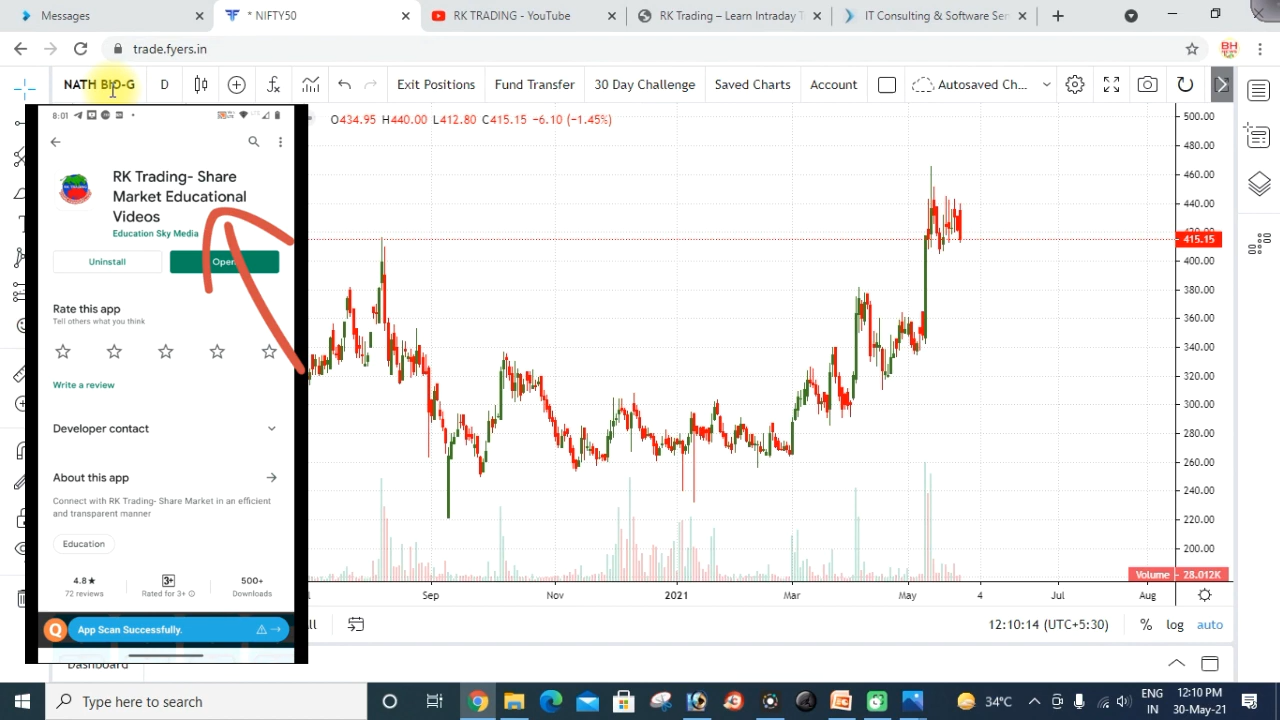 Messages
* NIFTY50
RK TRADING - YouTube
RK Trading – Learn Intraday T
IT Consulting & Software Ser
trade.fyers.in
NATH BIO-G
D
Exit Positions
Fund Transfer
30 Day Challenge
Saved Charts
Account
Autosaved Ch...
O434.95 H440.00 L412.80 C415.15 -6.10 (-1.45%)
8:01
RK Trading- Share
Market Educational
Videos
Education Sky Media
Uninstall
Open
Rate this app
Tell others what you think
Write a review
Developer contact
About this app
Connect with RK Trading- Share Market in an efficient
and transparent manner
Education
4.8★
72 reviews
3+
Rated for 3+
500+
Downloads
Q
App Scan Successfully.
Dashboard
500.00
480.00
460.00
440.00
420.00
415.15
400.00
380.00
360.00
340.00
320.00
300.00
280.00
260.00
240.00
220.00
200.00
Volume - 28.012K
Sep
Nov
2021
Mar
May
4
Jul
Aug
12:10:14 (UTC+5:30)
%
log
auto
Type here to search
34°C
ENG
IN
12:10 PM
30-May-21